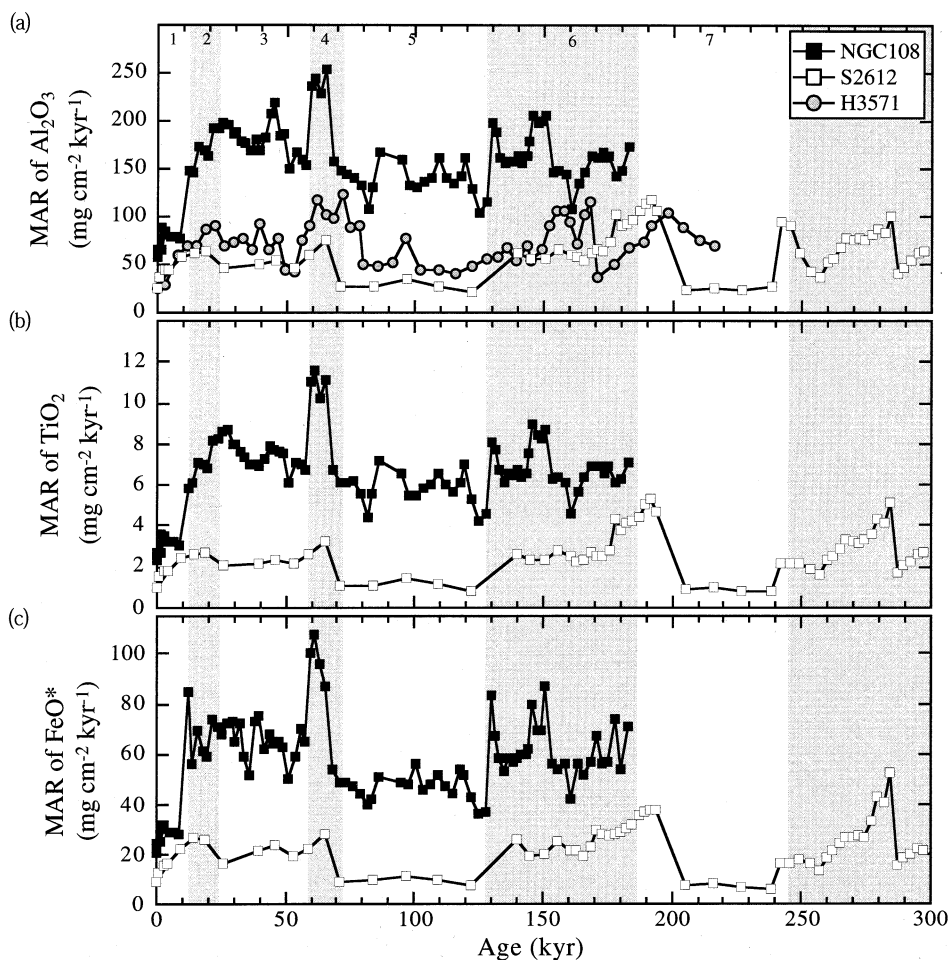 (a)
1 2 3 4 5 6 7
NGC108
S2612
H3571
MAR of Al₂O₃
(mg cm⁻² kyr⁻¹)
250
200
150
100
50
0
(b)
MAR of TiO₂
(mg cm⁻² kyr⁻¹)
12
10
8
6
4
2
0
(c)
MAR of FeO*
(mg cm⁻² kyr⁻¹)
100
80
60
40
20
0
0 50 100 150 200 250 300
Age (kyr)